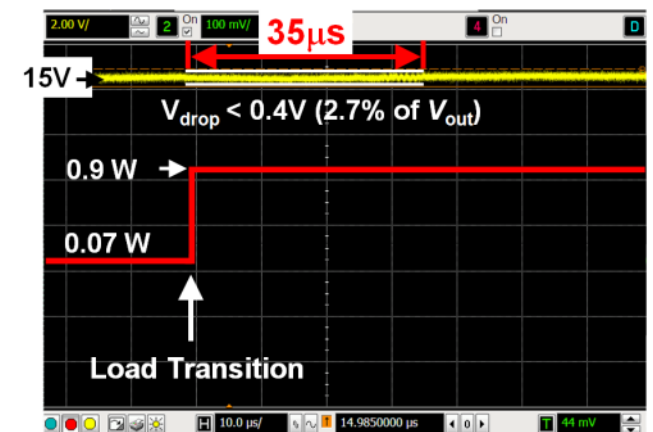 2.00 V/ 2 On 100 mV/ 4 On D
35µs
15V
Vdrop < 0.4V (2.7% of Vout)
0.9 W
0.07 W
Load Transition
H 10.0 µs/ 14.9850000 µs 0 T 44 mV